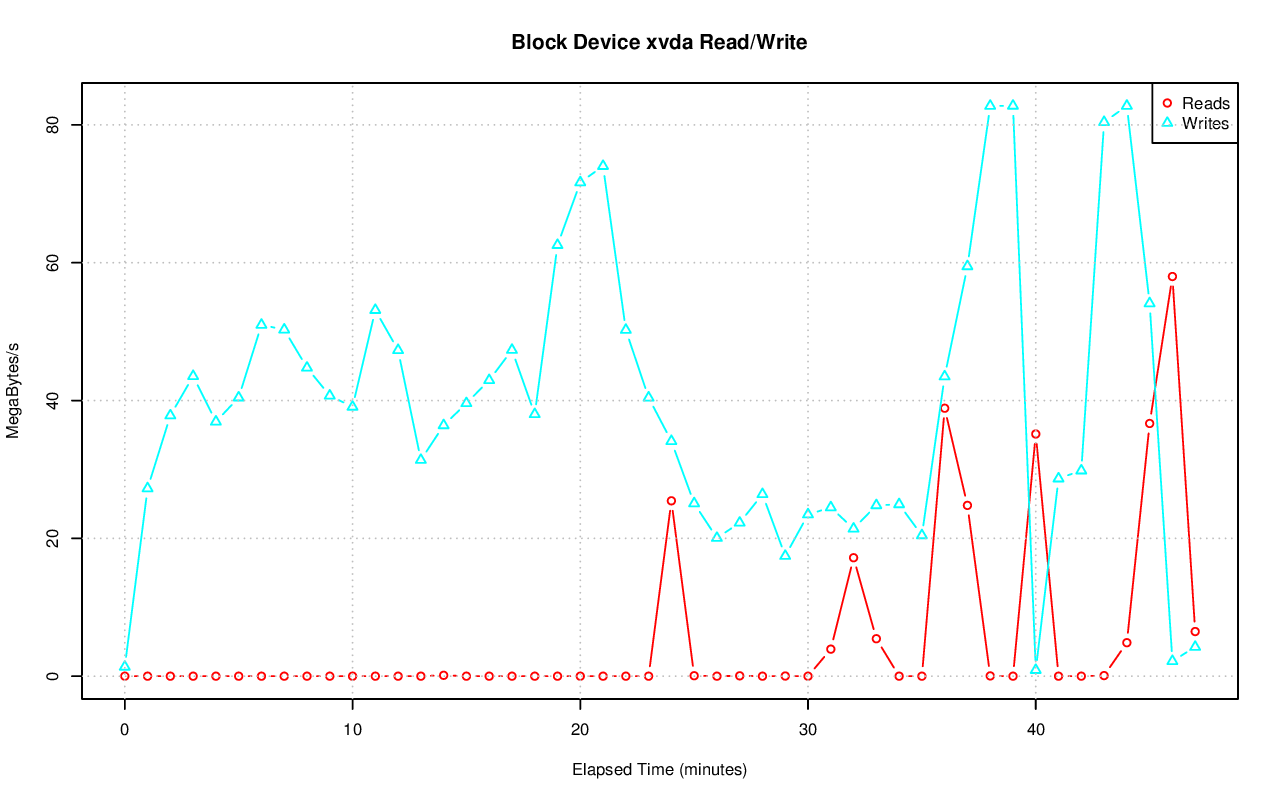 Block Device xvda Read/Write
Reads
Writes
80
60
40
20
0
MegaBytes/s
0 10 20 30 40
Elapsed Time (minutes)